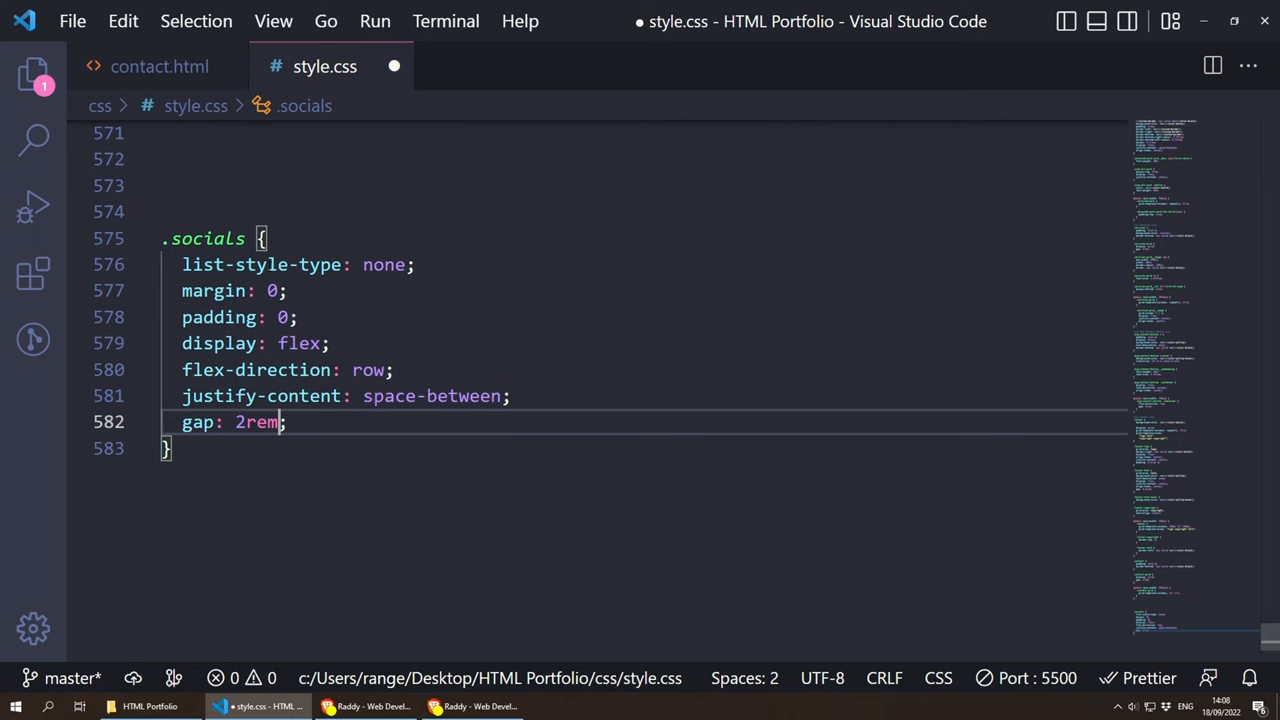 File Edit Selection View Go Run Terminal Help ● style.css - HTML Portfolio - Visual Studio Code
<> contact.html # style.css
css > # style.css > .socials
1
571
572
573
574
575 .socials {
576 list-style-type: none;
577 margin: 0;
578 padding: 0;
579 display: flex;
580 flex-direction: row;
581 justify-content: space-between;
582 gap: 2rem;
583 }
master* 0 0 c:/Users/range/Desktop/HTML Portfolio/css/style.css Spaces: 2 UTF-8 CRLF CSS Port : 5500 Prettier
HTML Portfolio ● style.css - HTML ... Raddy - Web Devel... Raddy - Web Devel... ENG 14:08
18/09/2022 6